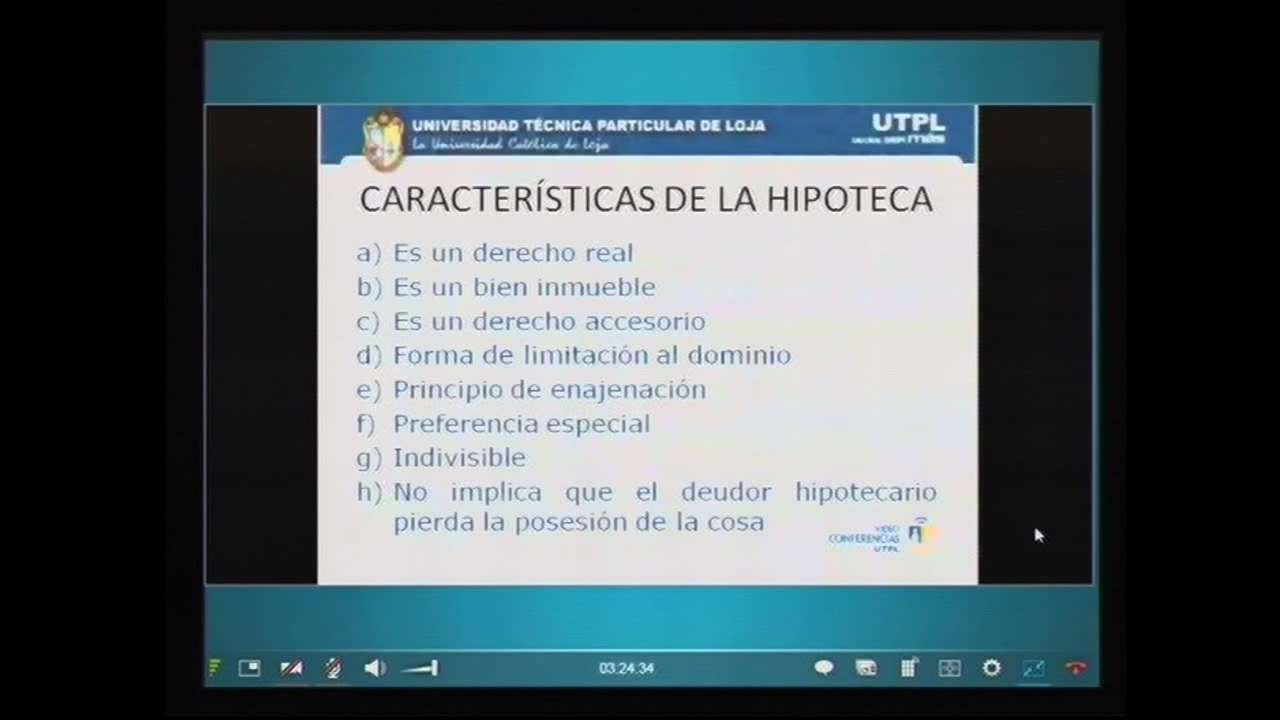 UNIVERSIDAD TÉCNICA PARTICULAR DE LOJA
La Universidad Católica de Loja
UTPL
CARACTERÍSTICAS DE LA HIPOTECA
a) Es un derecho real
b) Es un bien inmueble
c) Es un derecho accesorio
d) Forma de limitación al dominio
e) Principio de enajenación
f) Preferencia especial
g) Indivisible
h) No implica que el deudor hipotecario
pierda la posesión de la cosa
VIDEO
CONFERENCIAS
UTPL
03:24:34